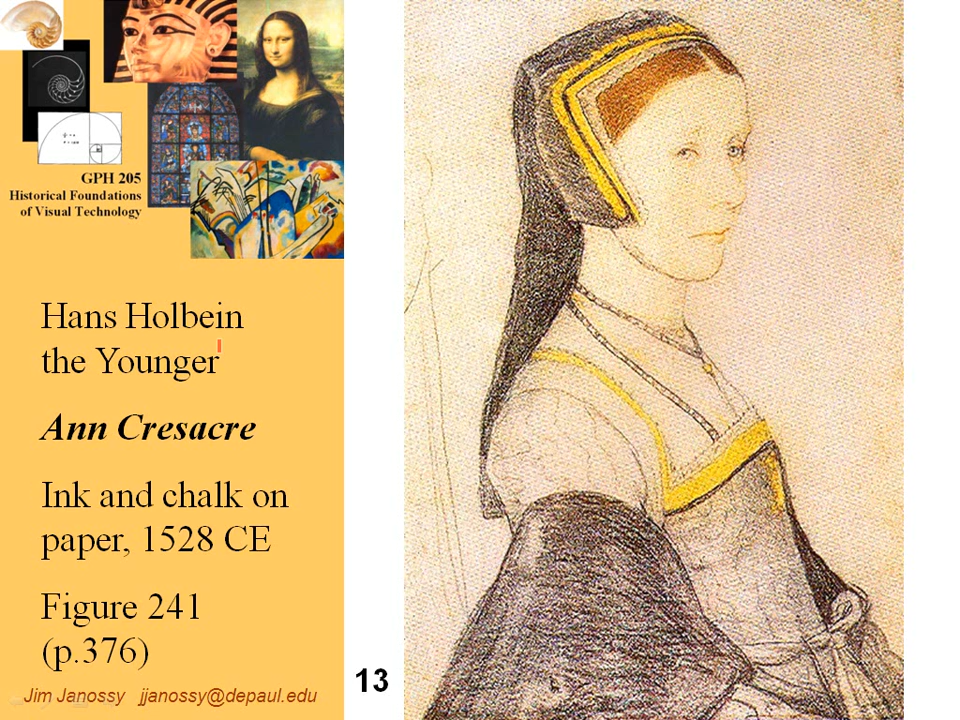 GPH 205
Historical Foundations
of Visual Technology
Hans Holbein
the Younger
Ann Cresacre
Ink and chalk on
paper, 1528 CE
Figure 241
(p.376)
Jim Janossy jjanossy@depaul.edu
13